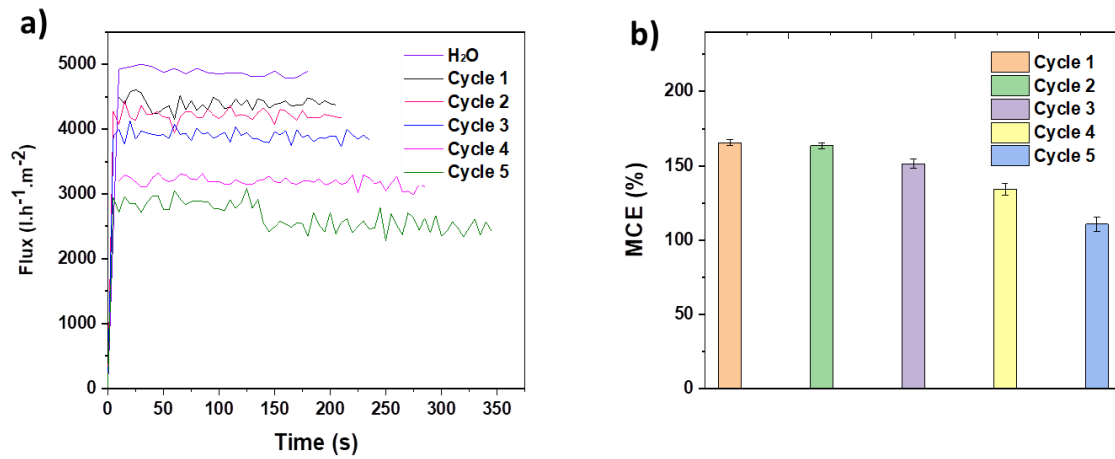 a)
H₂O
Cycle 1
Cycle 2
Cycle 3
Cycle 4
Cycle 5
5000
4000
3000
2000
1000
0
Flux (l.h⁻¹.m⁻²)
0 50 100 150 200 250 300 350
Time (s)
b)
Cycle 1
Cycle 2
Cycle 3
Cycle 4
Cycle 5
200
150
100
50
0
MCE (%)